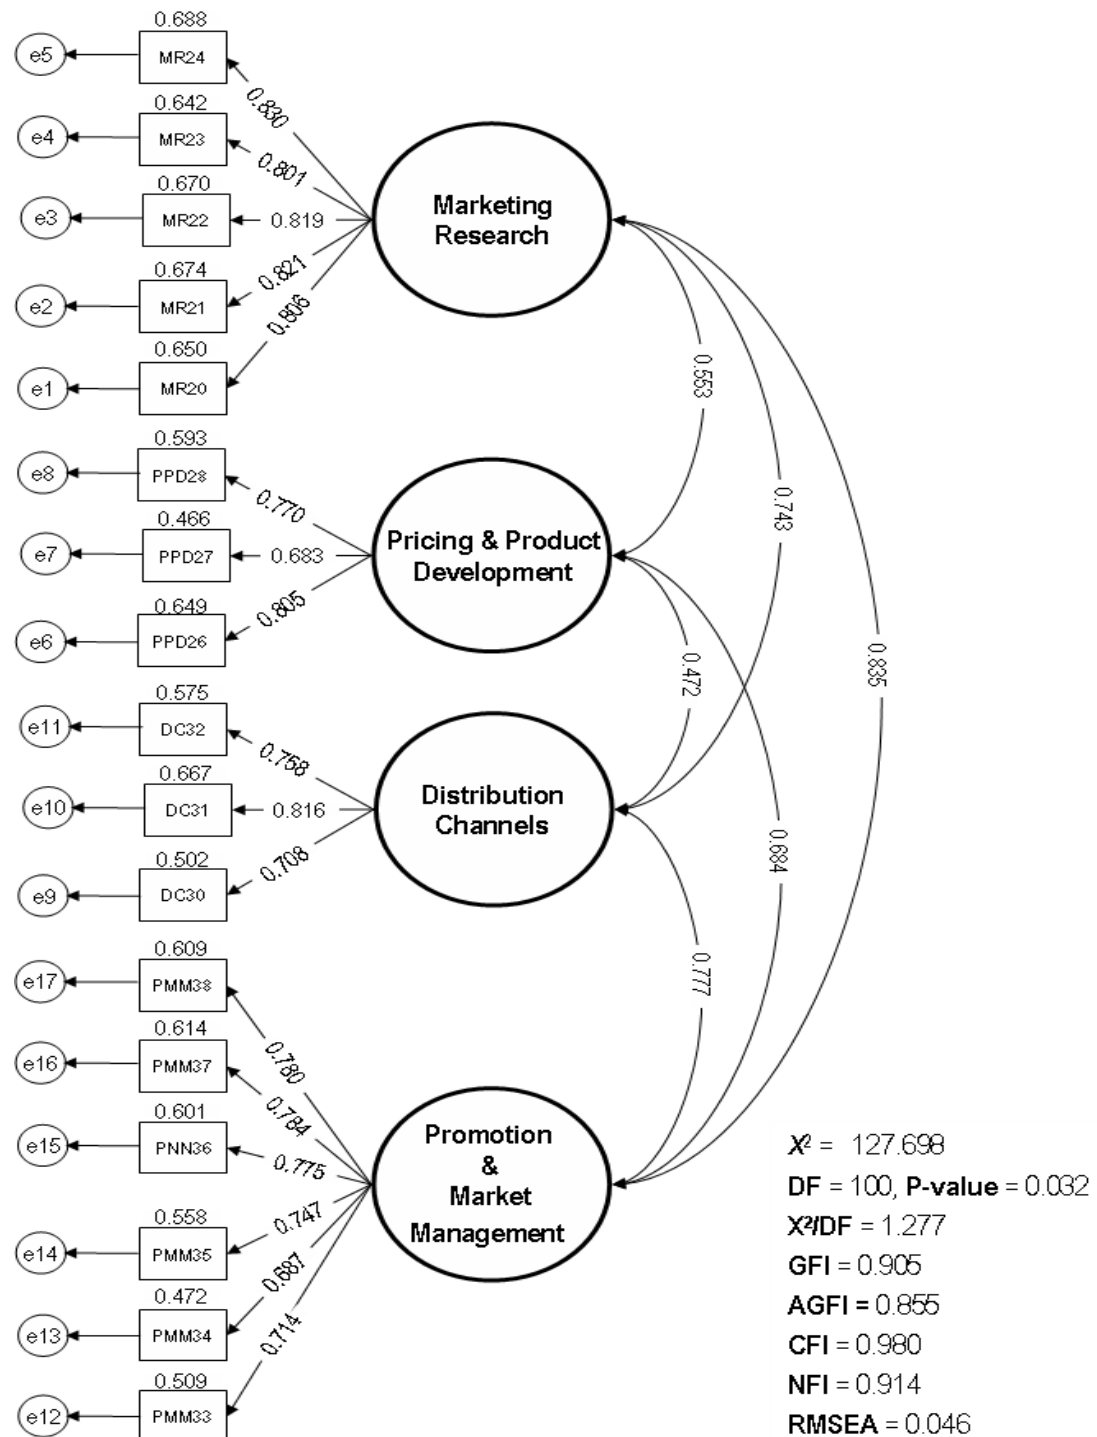 0.688
e5
MR24
0.830
0.642
e4
MR23
0.801
0.670
e3
MR22
0.819
0.674
e2
MR21
0.821
0.650
e1
MR20
0.806
Marketing
Research
0.593
e8
PPD28
0.770
0.466
e7
PPD27
0.683
0.649
e6
PPD26
0.805
Pricing & Product
Development
0.575
e11
DC32
0.758
0.667
e10
DC31
0.816
0.502
e9
DC30
0.708
Distribution
Channels
0.609
e17
PMM38
0.780
0.614
e16
PMM37
0.784
0.601
e15
PNN36
0.775
0.558
e14
PMM35
0.747
0.472
e13
PMM34
0.687
0.509
e12
PMM33
0.714
Promotion
&
Market
Management
0.553
0.743
0.835
0.472
0.684
0.777
X² = 127.698
DF = 100, P-value = 0.032
X²/DF = 1.277
GFI = 0.905
AGFI = 0.855
CFI = 0.980
NFI = 0.914
RMSEA = 0.046